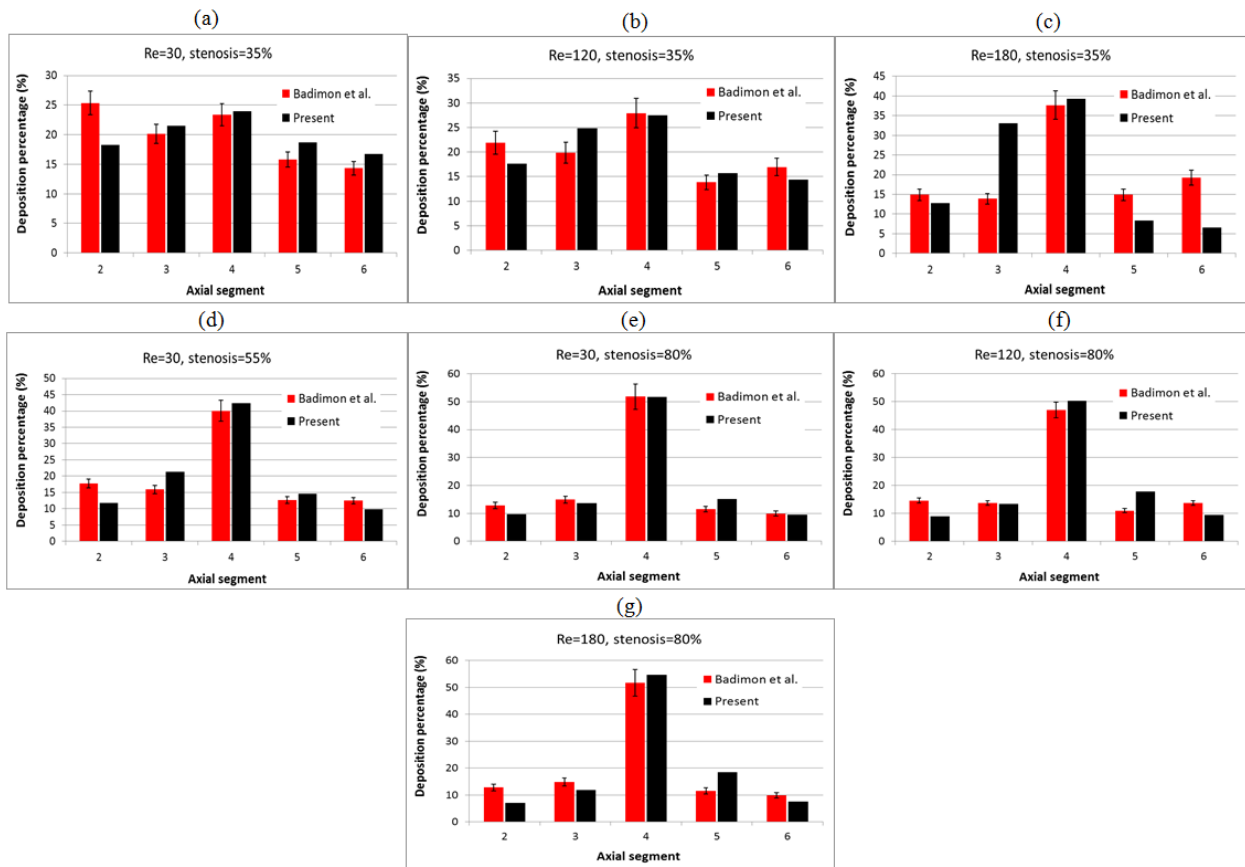 (a)
Re=30, stenosis=35%
Deposition percentage (%)
30
25
20
15
10
5
0
Badimon et al.
Present
2 3 4 5 6
Axial segment
(b)
Re=120, stenosis=35%
Deposition percentage (%)
35
30
25
20
15
10
5
0
Badimon et al.
Present
2 3 4 5 6
Axial segment
(c)
Re=180, stenosis=35%
Deposition percentage (%)
45
40
35
30
25
20
15
10
5
0
Badimon et al.
Present
2 3 4 5 6
Axial segment
(d)
Re=30, stenosis=55%
Deposition percentage (%)
50
45
40
35
30
25
20
15
10
5
0
Badimon et al.
Present
2 3 4 5 6
Axial segment
(e)
Re=30, stenosis=80%
Deposition percentage (%)
60
50
40
30
20
10
0
Badimon et al.
Present
2 3 4 5 6
Axial segment
(f)
Re=120, stenosis=80%
Deposition percentage (%)
60
50
40
30
20
10
0
Badimon et al.
Present
2 3 4 5 6
Axial segment
(g)
Re=180, stenosis=80%
Deposition percentage (%)
60
50
40
30
20
10
0
Badimon et al.
Present
2 3 4 5 6
Axial segment